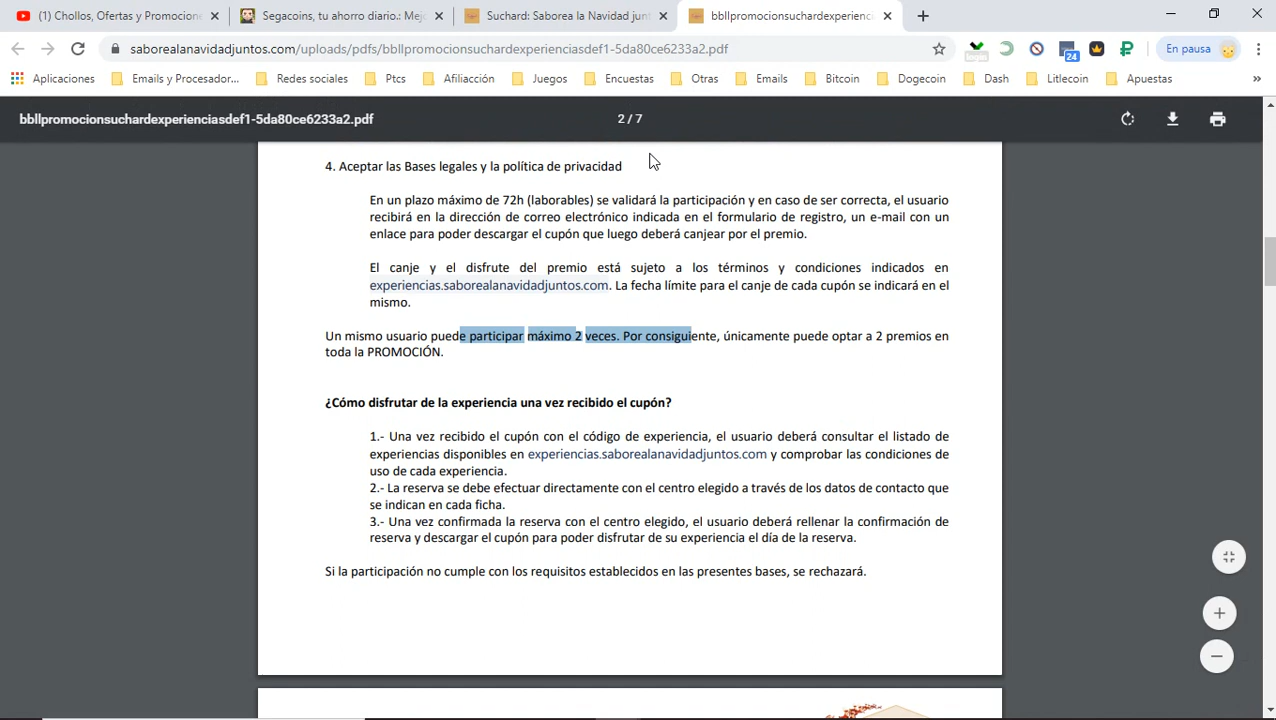 (1) Chollos, Ofertas y Promocione
Segacoins, tu ahorro diario.: Mej
Suchard: Saborea la Navidad jun
bbllpromocionsuchardexperienc
saborealanavidadjuntos.com/uploads/pdfs/bbllpromocionsuchardexperienciasdef1-5da80ce6233a2.pdf
24
En pausa
Aplicaciones
Emails y Procesador...
Redes sociales
Ptcs
Afiliacción
Juegos
Encuestas
Otras
Emails
Bitcoin
Dogecoin
Dash
Litlecoin
Apuestas
»
bbllpromocionsuchardexperienciasdef1-5da80ce6233a2.pdf
2 / 7
4. Aceptar las Bases legales y la política de privacidad
En un plazo máximo de 72h (laborables) se validará la participación y en caso de ser correcta, el usuario
recibirá en la dirección de correo electrónico indicada en el formulario de registro, un e-mail con un
enlace para poder descargar el cupón que luego deberá canjear por el premio.
El canje y el disfrute del premio está sujeto a los términos y condiciones indicados en
experiencias.saborealanavidadjuntos.com. La fecha límite para el canje de cada cupón se indicará en el
mismo.
Un mismo usuario puede participar máximo 2 veces. Por consiguiente, únicamente puede optar a 2 premios en
toda la PROMOCIÓN.
¿Cómo disfrutar de la experiencia una vez recibido el cupón?
1.- Una vez recibido el cupón con el código de experiencia, el usuario deberá consultar el listado de
experiencias disponibles en experiencias.saborealanavidadjuntos.com y comprobar las condiciones de
uso de cada experiencia.
2.- La reserva se debe efectuar directamente con el centro elegido a través de los datos de contacto que
se indican en cada ficha.
3.- Una vez confirmada la reserva con el centro elegido, el usuario deberá rellenar la confirmación de
reserva y descargar el cupón para poder disfrutar de su experiencia el día de la reserva.
Si la participación no cumple con los requisitos establecidos en las presentes bases, se rechazará.